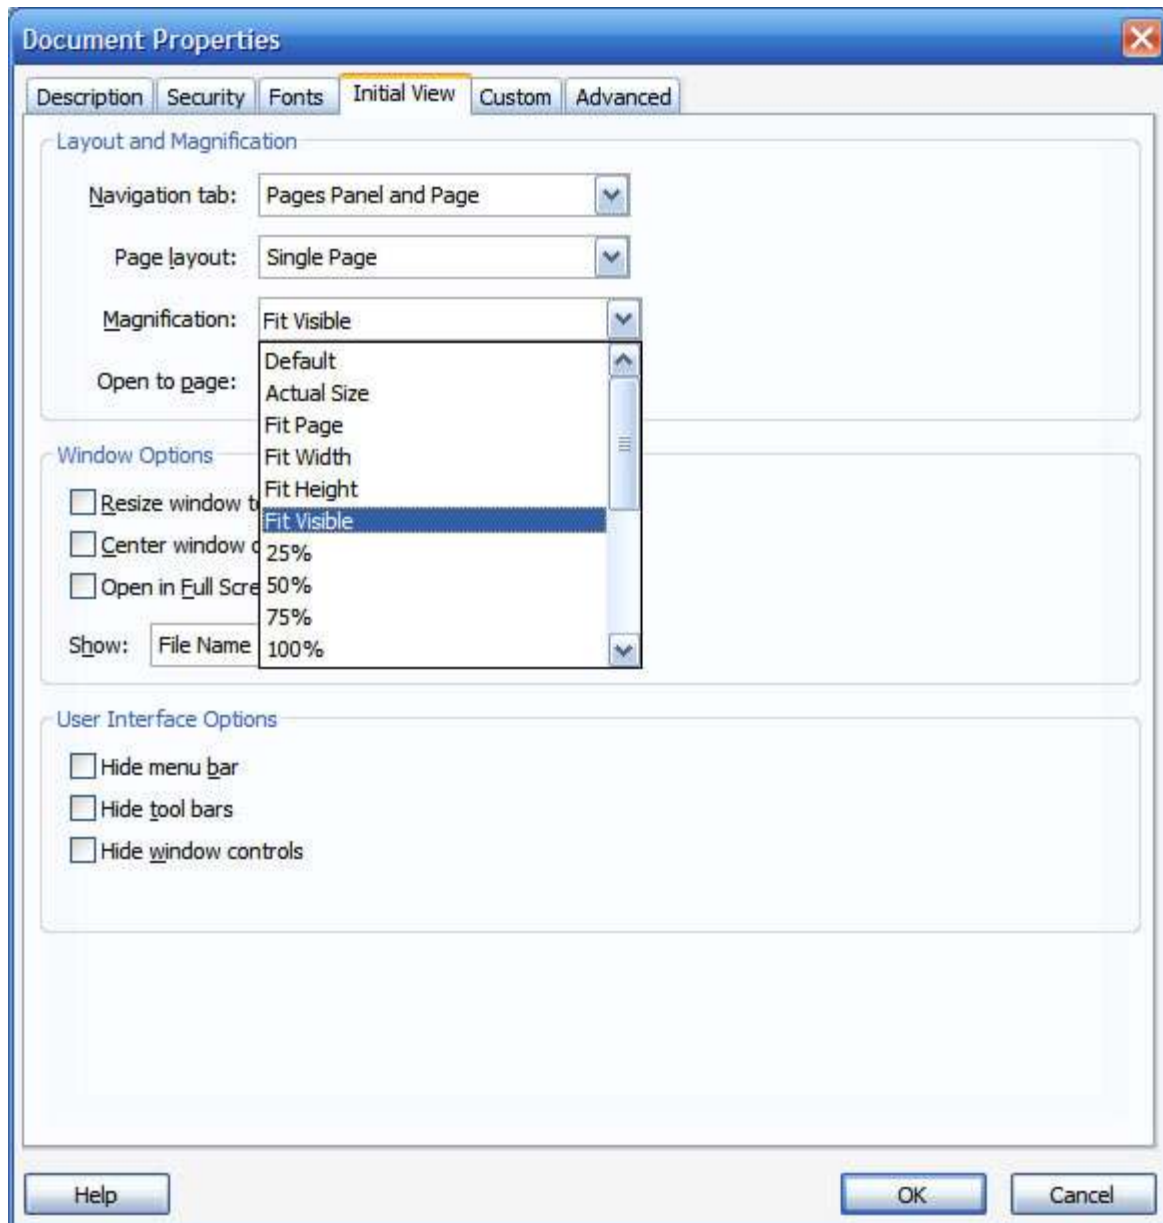 Document Properties
Description Security Fonts Initial View Custom Advanced
Layout and Magnification
Navigation tab: Pages Panel and Page
Page layout: Single Page
Magnification: Fit Visible
Default
Open to page:
Actual Size
Fit Page
Fit Width
Fit Height
Fit Visible
25%
50%
75%
100%
Window Options
Resize window
Center window
Open in Full
Show: File Name
User Interface Options
Hide menu bar
Hide tool bars
Hide window controls
Help OK Cancel